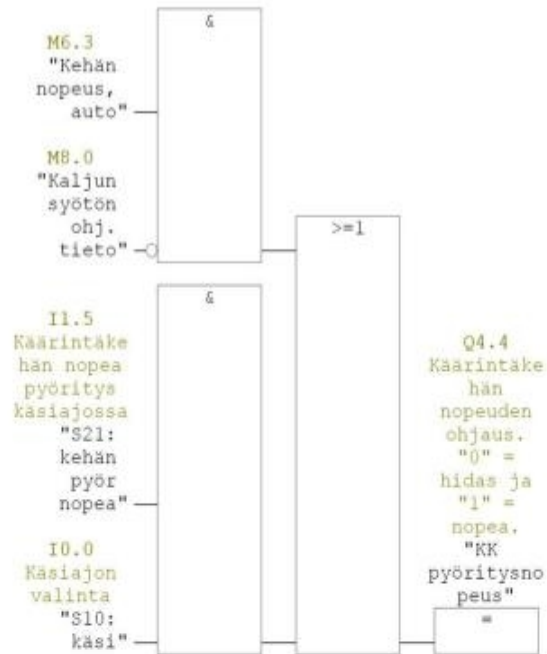 &
M6.3
"Kehän
nopeus,
auto"
M8.0
"Kaljun
syötön
ohj.
tieto"
>=1
&
I1.5
Käärintäke
hän nopea
pyöritys
käsiajossa
"S21:
kehän
pyör
nopea"
I0.0
Käsiajon
valinta
"S10:
käsi"
Q4.4
Käärintäke
hän
nopeuden
ohjaus.
"0" =
hidas ja
"1" =
nopea.
"KK
pyöritysno
peus"
=